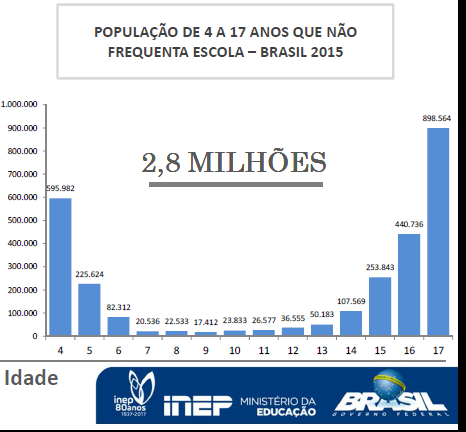 POPULAÇÃO DE 4 A 17 ANOS QUE NÃO
FREQUENTA ESCOLA – BRASIL 2015
1.000.000
900.000
800.000
700.000
600.000
500.000
400.000
300.000
200.000
100.000
0
2,8 MILHÕES
595.982
225.624
82.312
20.536
22.533
17.412
23.833
26.577
36.555
50.183
107.569
253.843
440.736
898.564
4 5 6 7 8 9 10 11 12 13 14 15 16 17
Idade
inep
80anos
1937-2017
INEP
MINISTÉRIO DA
EDUCAÇÃO
BRASIL
GOVERNO FEDERAL